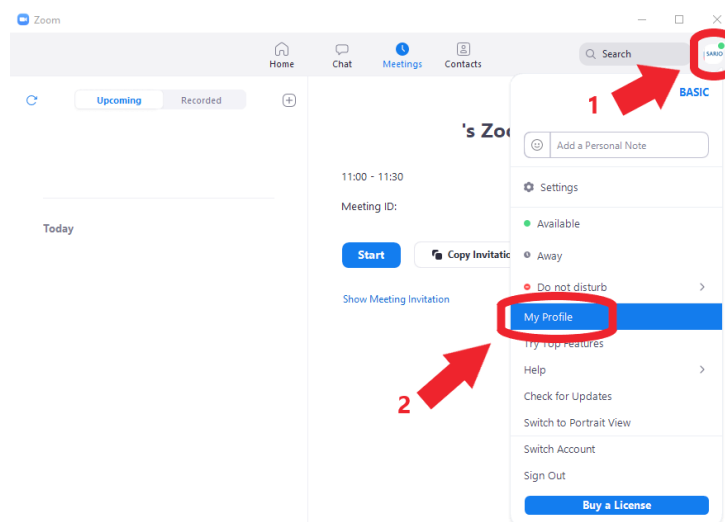 Zoom
Home
Chat
Meetings
Contacts
Search
SARIO
1
BASIC
Upcoming
Recorded
's Zoo
Add a Personal Note
11:00 - 11:30
Settings
Meeting ID:
Today
Available
Start
Copy Invitatio
Away
Do not disturb
Show Meeting Invitation
My Profile
Try Top Features
2
Help
Check for Updates
Switch to Portrait View
Switch Account
Sign Out
Buy a License